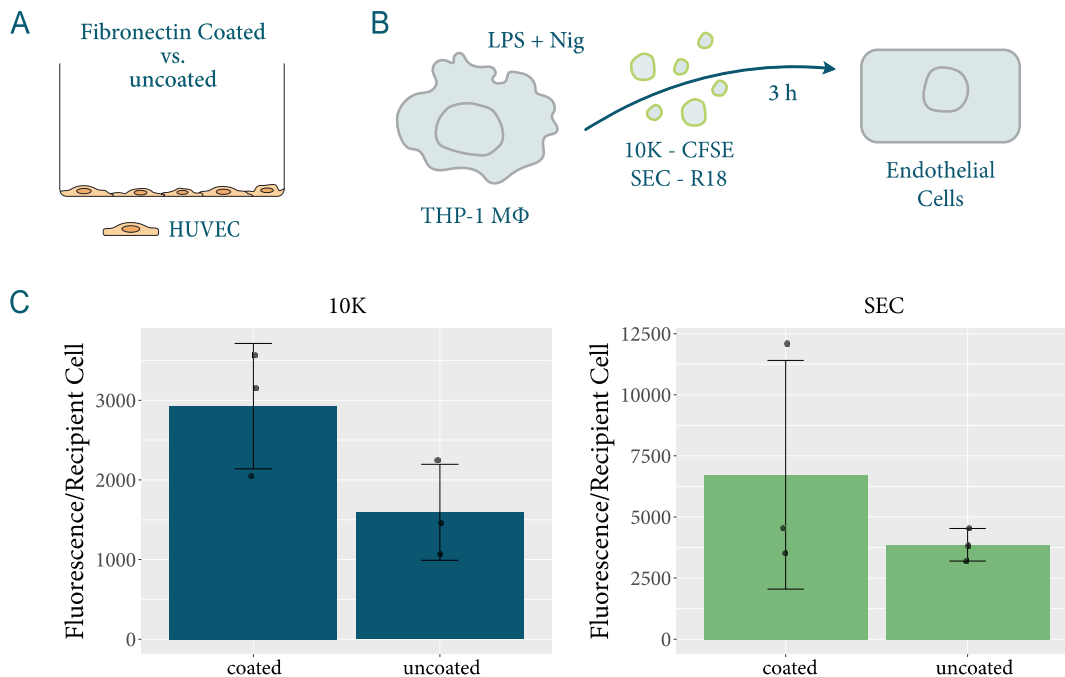 A
Fibronectin Coated
vs.
uncoated
HUVEC
B
LPS + Nig
THP-1 MΦ
3 h
10K - CFSE
SEC - R18
Endothelial
Cells
C
10K
Fluorescence/Recipient Cell
3000
2000
1000
0
coated
uncoated
SEC
Fluorescence/Recipient Cell
12500
10000
7500
5000
2500
0
coated
uncoated